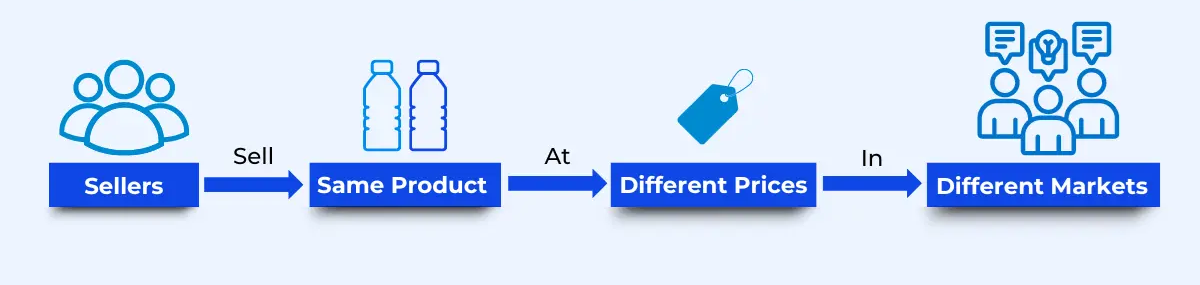 Sellers
Sell
Same Product
At
Different Prices
In
Different Markets